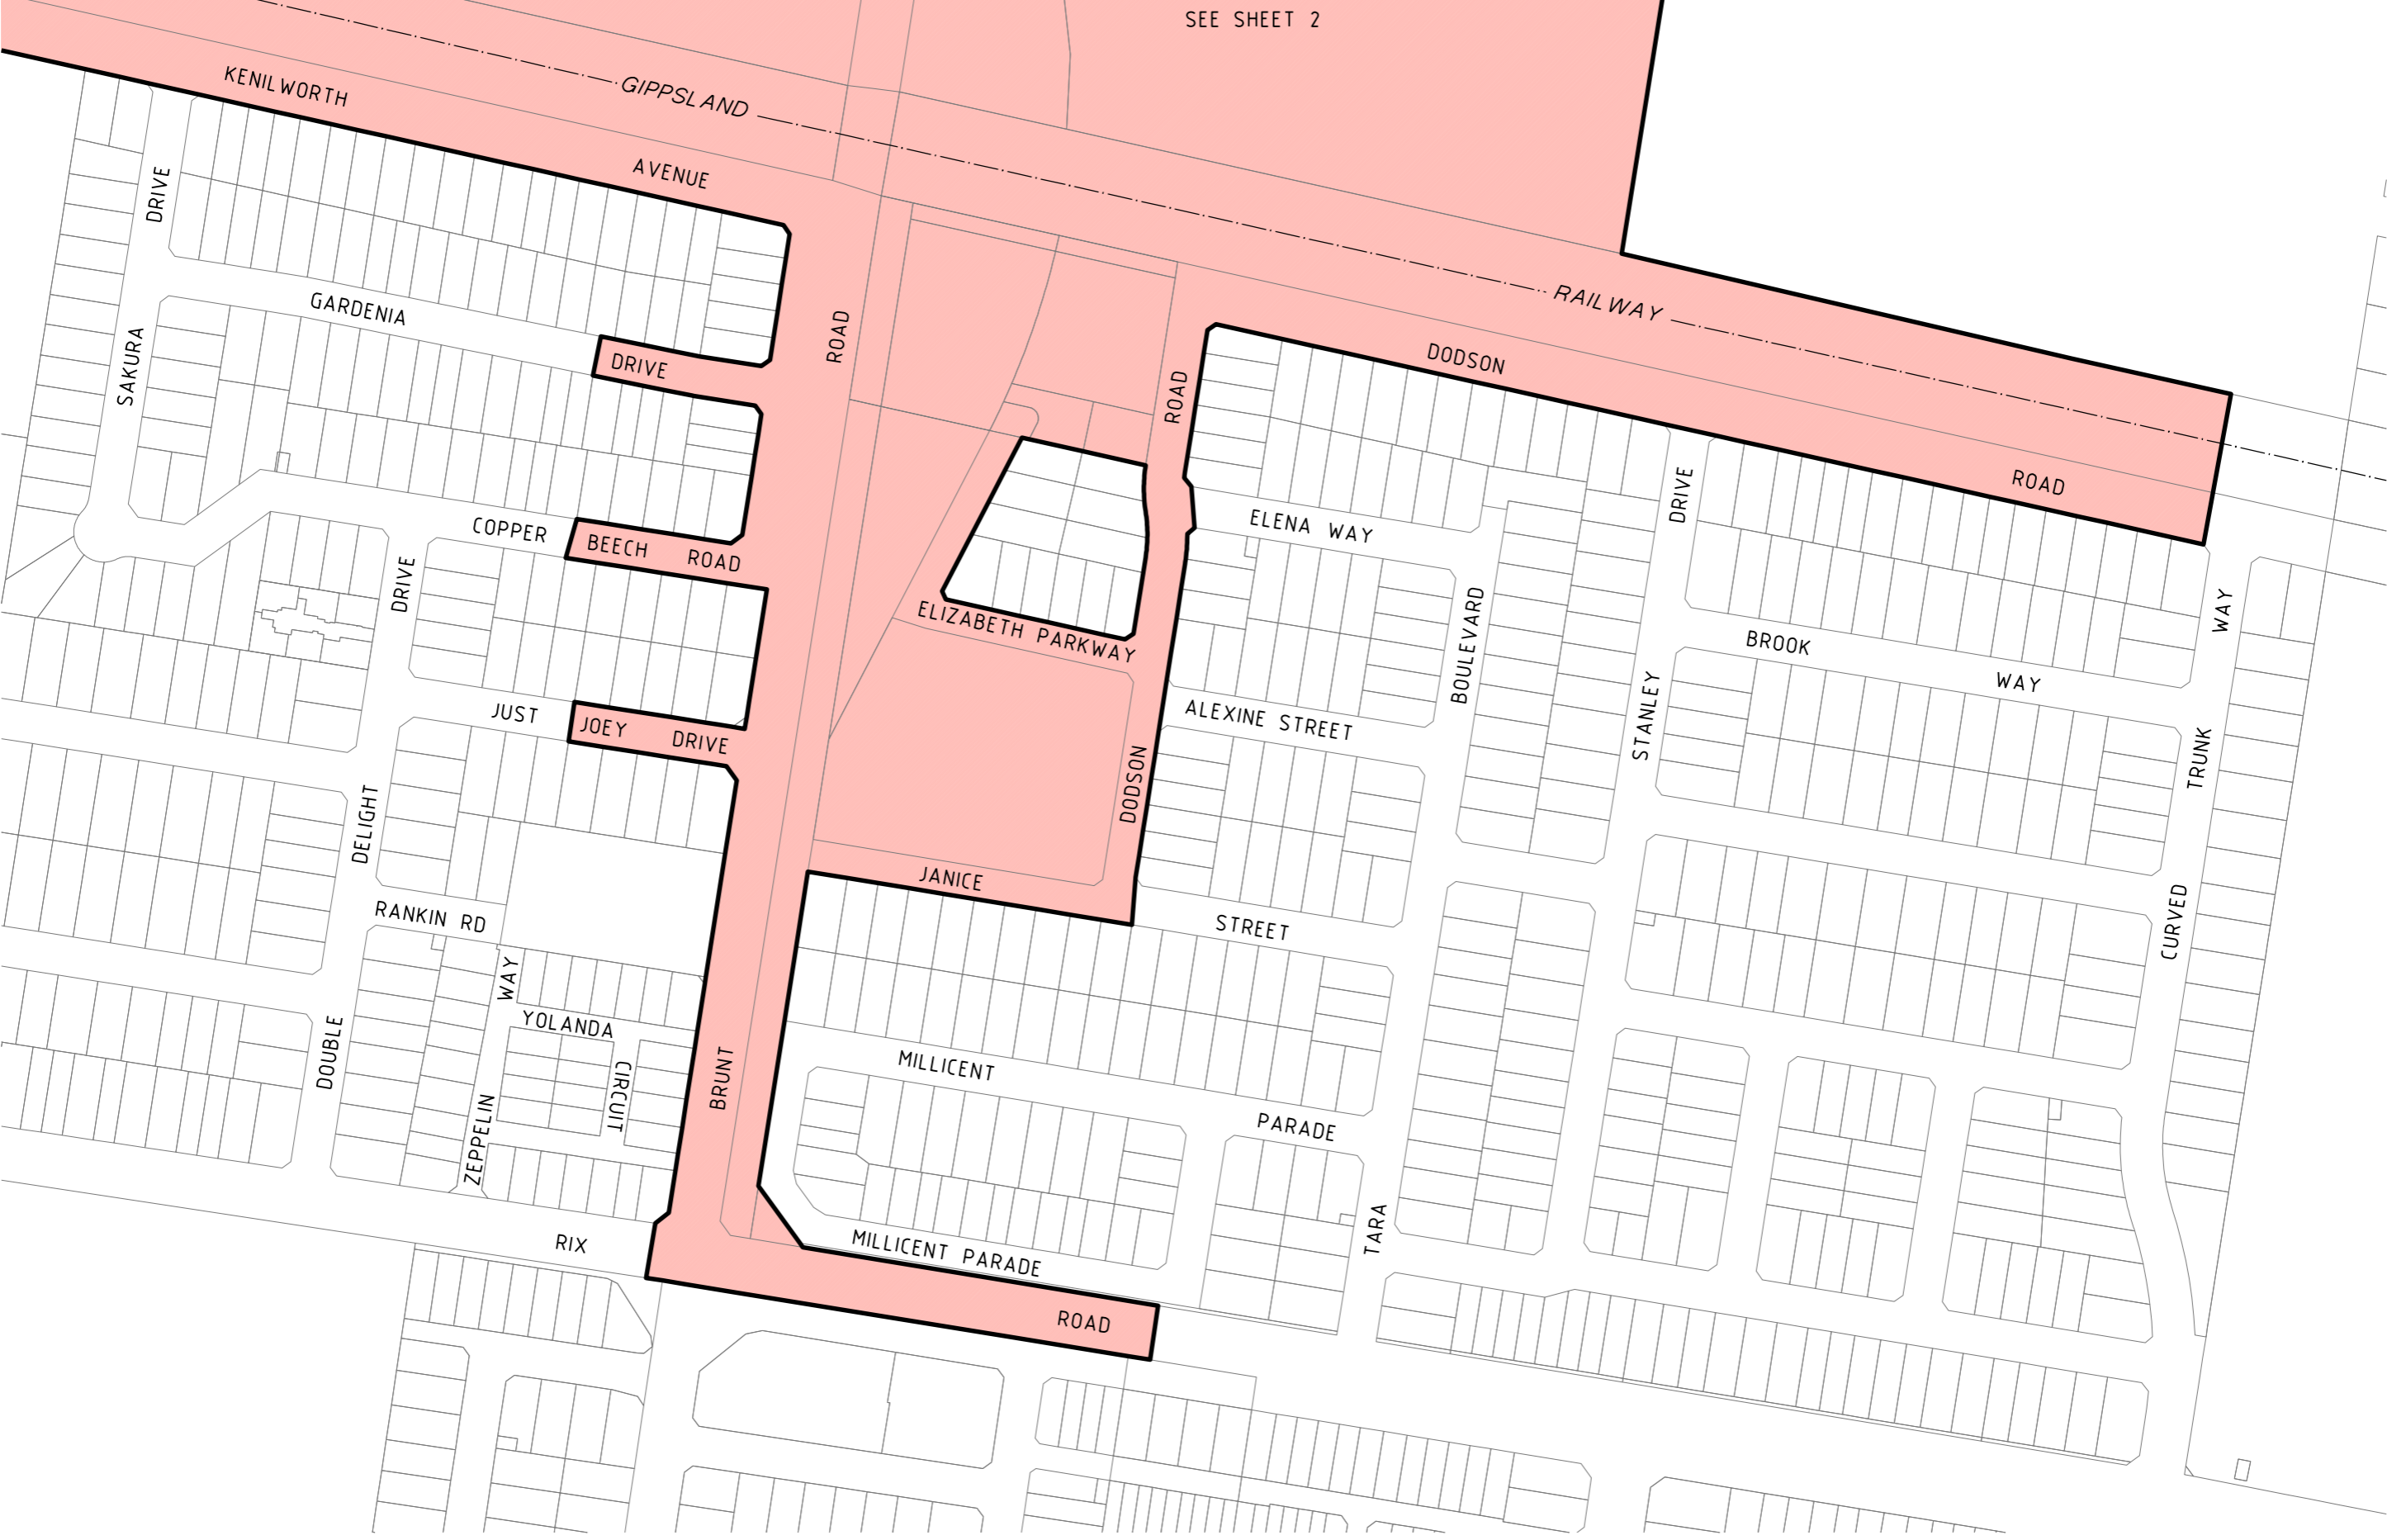 SEE SHEET 2
KENILWORTH
GIPPSLAND
AVENUE
DRIVE
RAILWAY
GARDENIA
ROAD
DRIVE
SAKURA
DODSON
ROAD
ROAD
DRIVE
COPPER
BEECH ROAD
ELENA WAY
DRIVE
ELIZABETH PARKWAY
BOULEVARD
WAY
BROOK
WAY
JUST
JOEY DRIVE
ALEXINE STREET
STANLEY
TRUNK
DODSON
DELIGHT
JANICE
STREET
RANKIN RD
CURVED
WAY
YOLANDA
CIRCUIT
DOUBLE
BRUNT
MILLICENT
PARADE
ZEPPELIN
TARA
RIX
MILLICENT PARADE
ROAD